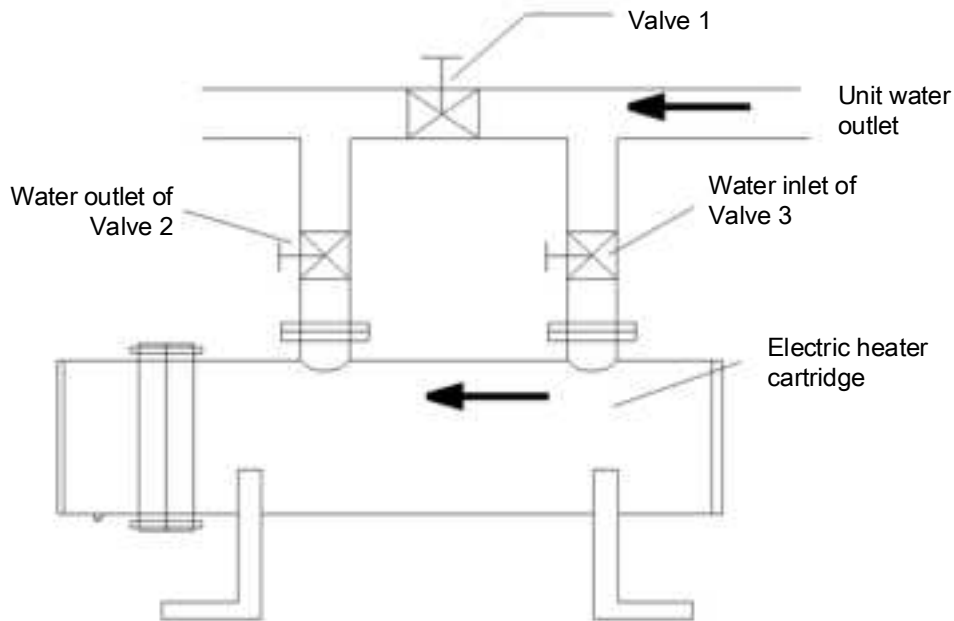 Valve 1
Unit water
outlet
Water outlet of
Valve 2
Water inlet of
Valve 3
Electric heater
cartridge